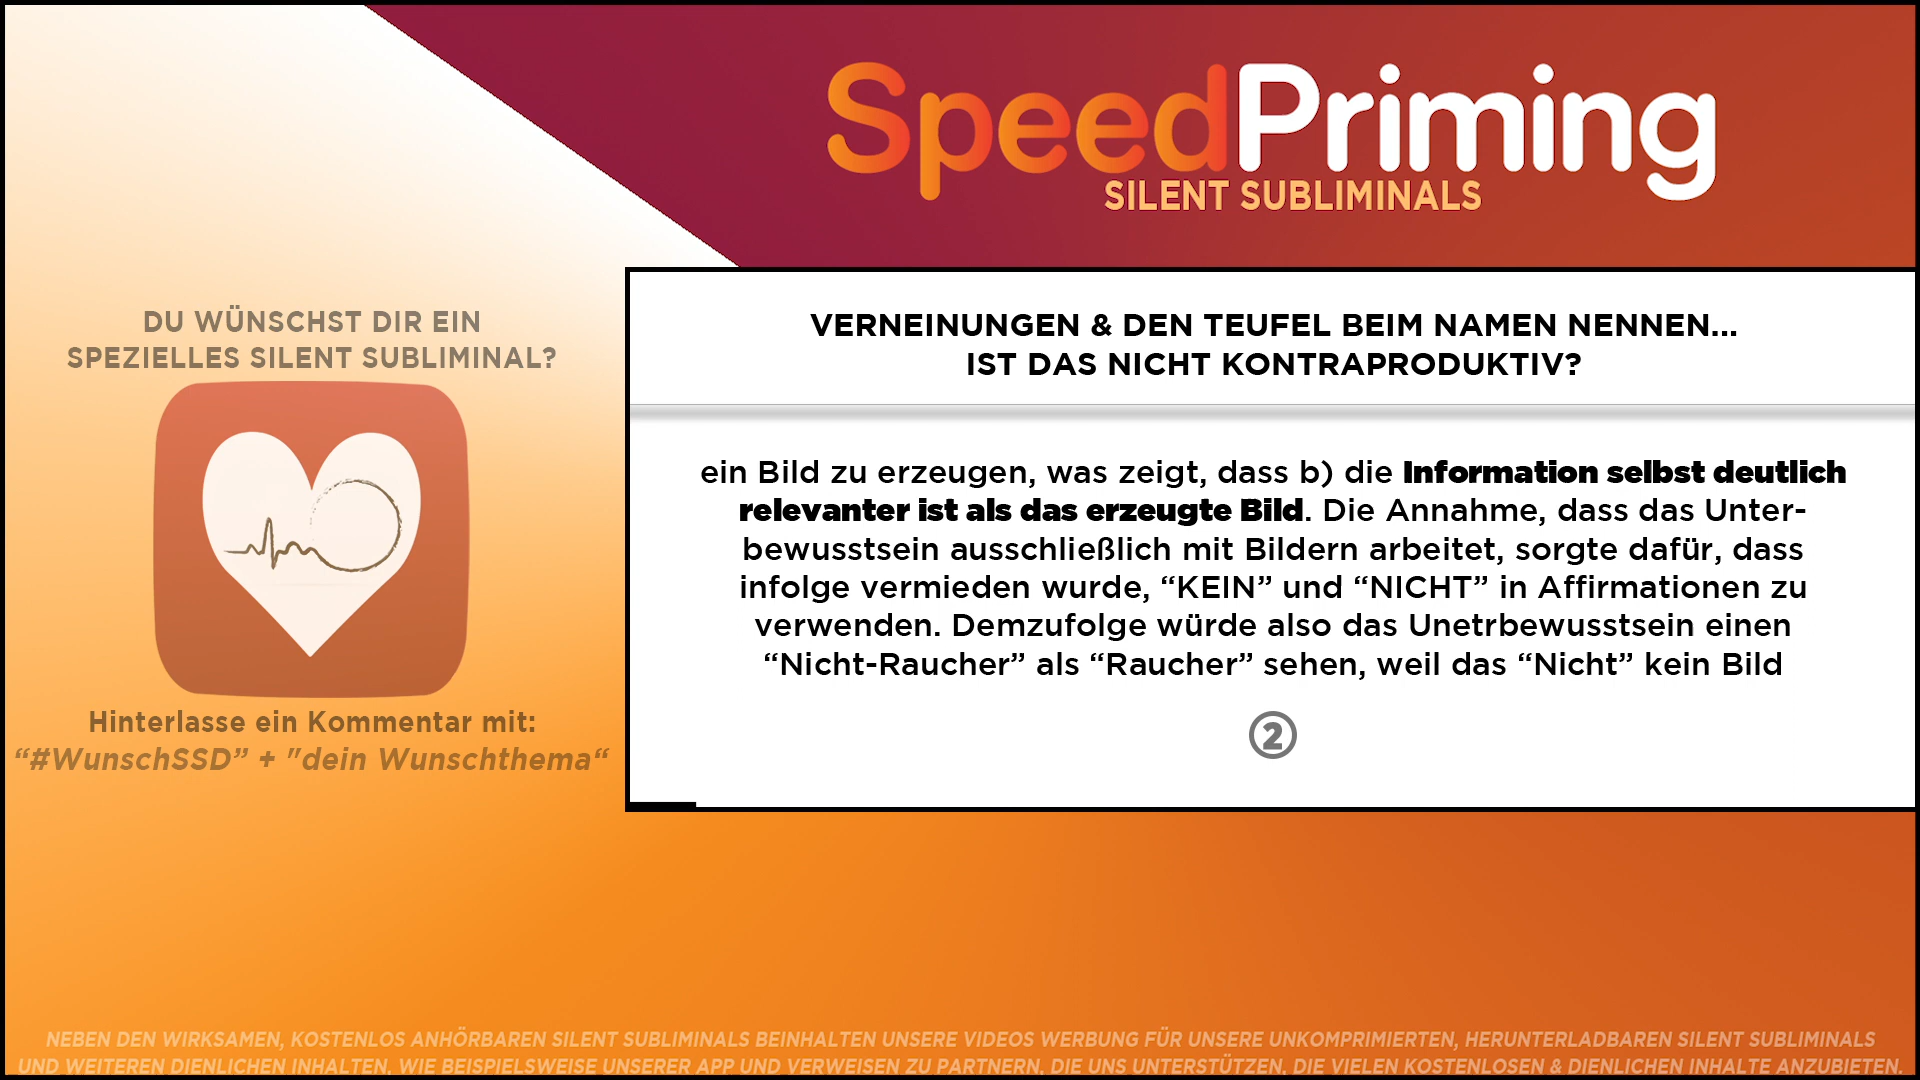 SpeedPriming
SILENT SUBLIMINALS
DU WÜNSCHST DIR EIN
SPEZIELLES SILENT SUBLIMINAL?
Hinterlasse ein Kommentar mit:
“#WunschSSD” + "dein Wunschthema“
VERNEINUNGEN & DEN TEUFEL BEIM NAMEN NENNEN...
IST DAS NICHT KONTRAPRODUKTIV?
ein Bild zu erzeugen, was zeigt, dass b) die Information selbst deutlich
relevanter ist als das erzeugte Bild. Die Annahme, dass das Unter-
bewusstsein ausschließlich mit Bildern arbeitet, sorgte dafür, dass
infolge vermieden wurde, “KEIN” und “NICHT” in Affirmationen zu
verwenden. Demzufolge würde also das Unetrbewusstsein einen
“Nicht-Raucher” als “Raucher” sehen, weil das “Nicht” kein Bild
2
NEBEN DEN WIRKSAMEN, KOSTENLOS ANHÖRBAREN SILENT SUBLIMINALS BEINHALTEN UNSERE VIDEOS WERBUNG FÜR UNSERE UNKOMPRIMIERTEN, HERUNTERLADBAREN SILENT SUBLIMINALS
UND WEITEREN DIENLICHEN INHALTEN, WIE BEISPIELSWEISE UNSERER APP UND VERWEISEN ZU PARTNERN, DIE UNS UNTERSTÜTZEN, DIE VIELEN KOSTENLOSEN & DIENLICHEN INHALTE ANZUBIETEN.